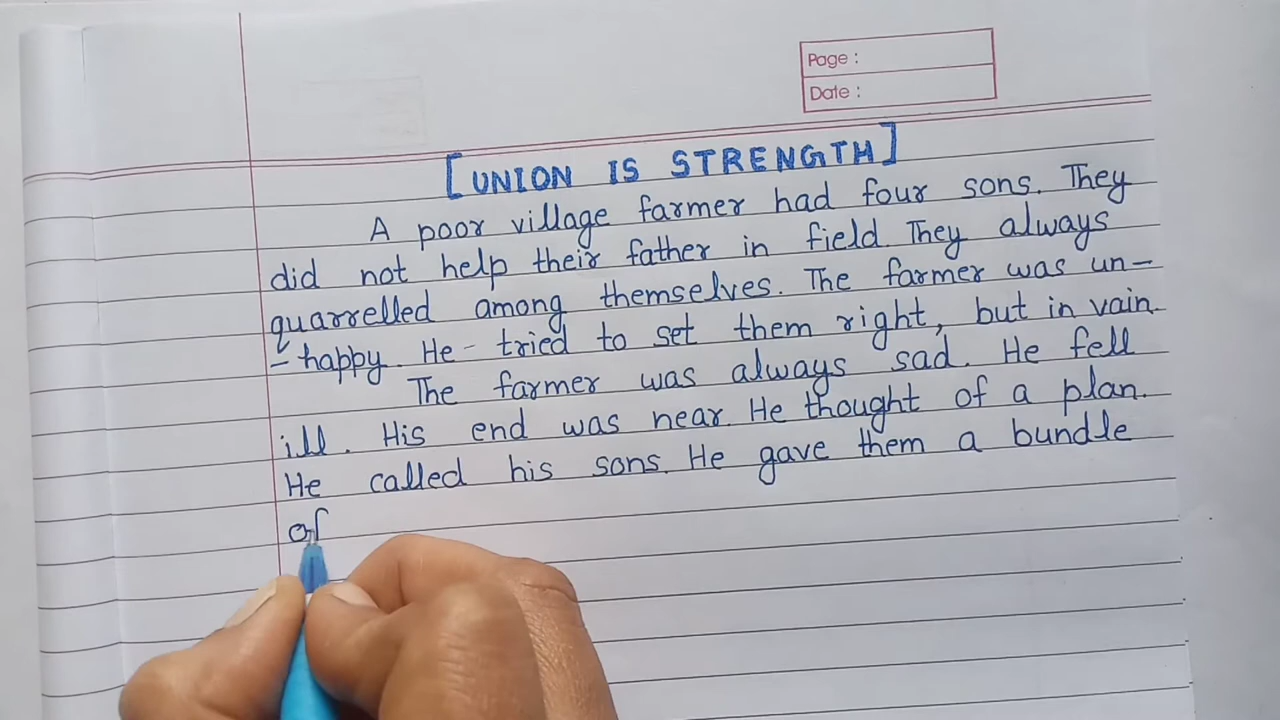 Page :
Date :
[UNION IS STRENGTH]
A poor village farmer had four sons. They
did not help their father in field. They always
quarrelled among themselves. The farmer was un-
- happy. He - tried to set them right, but in vain.
The farmer was always sad. He fell
ill. His end was near. He thought of a plan.
He called his sons. He gave them a bundle
of